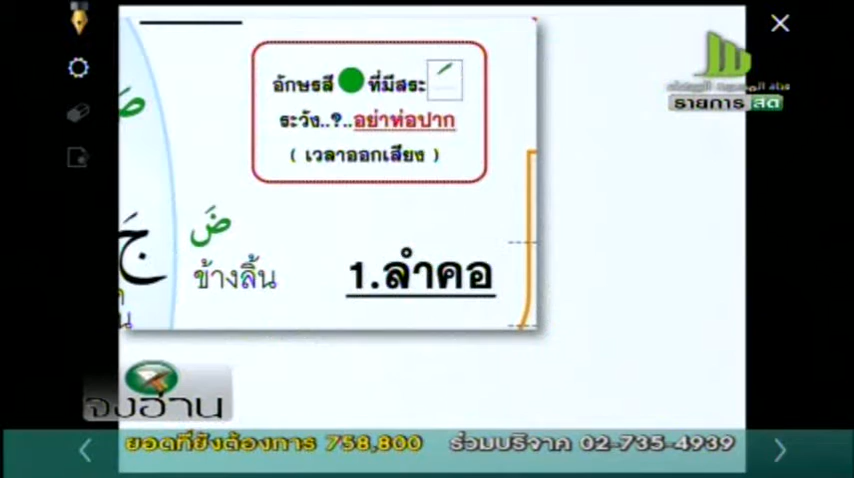 อักษรสี ที่มีสระ
ระวัง..?..อย่าห่อปาก
( เวลาออกเสียง )
رายการ สด
ضَ
جَ
ข้างลิ้น
1.ลำคอ
จงอ่าน
ยอดที่ยังต้องการ 758,800 ร่วมบริจาค 02-735-4939